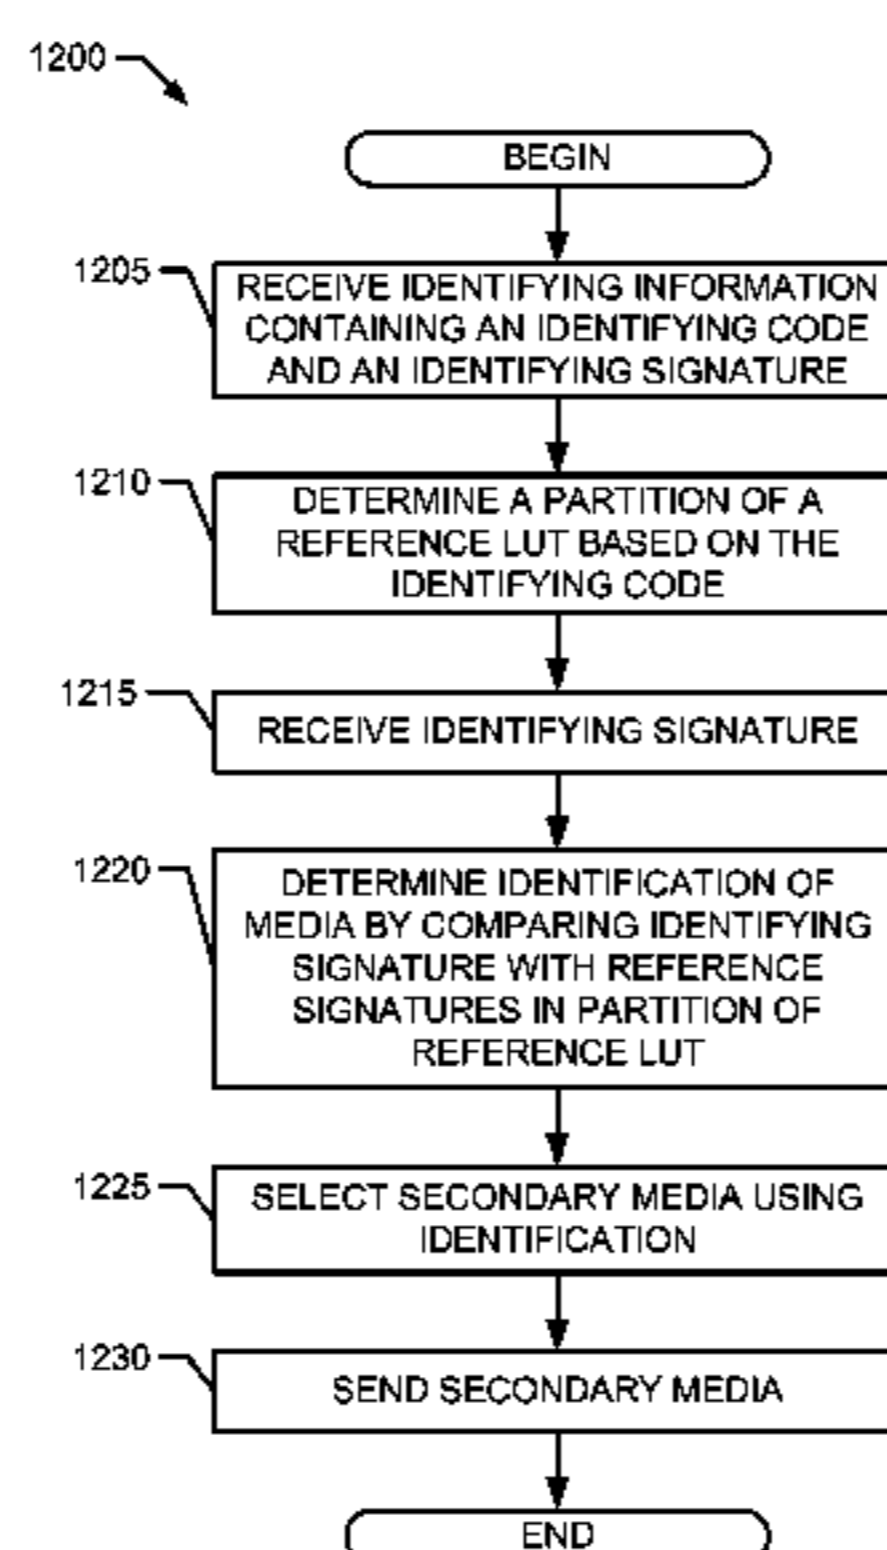 1200
BEGIN
1205
RECEIVE IDENTIFYING INFORMATION
CONTAINING AN IDENTIFYING CODE
AND AN IDENTIFYING SIGNATURE
1210
DETERMINE A PARTITION OF A
REFERENCE LUT BASED ON THE
IDENTIFYING CODE
1215
RECEIVE IDENTIFYING SIGNATURE
1220
DETERMINE IDENTIFICATION OF
MEDIA BY COMPARING IDENTIFYING
SIGNATURE WITH REFERENCE
SIGNATURES IN PARTITION OF
REFERENCE LUT
1225
SELECT SECONDARY MEDIA USING
IDENTIFICATION
1230
SEND SECONDARY MEDIA
END